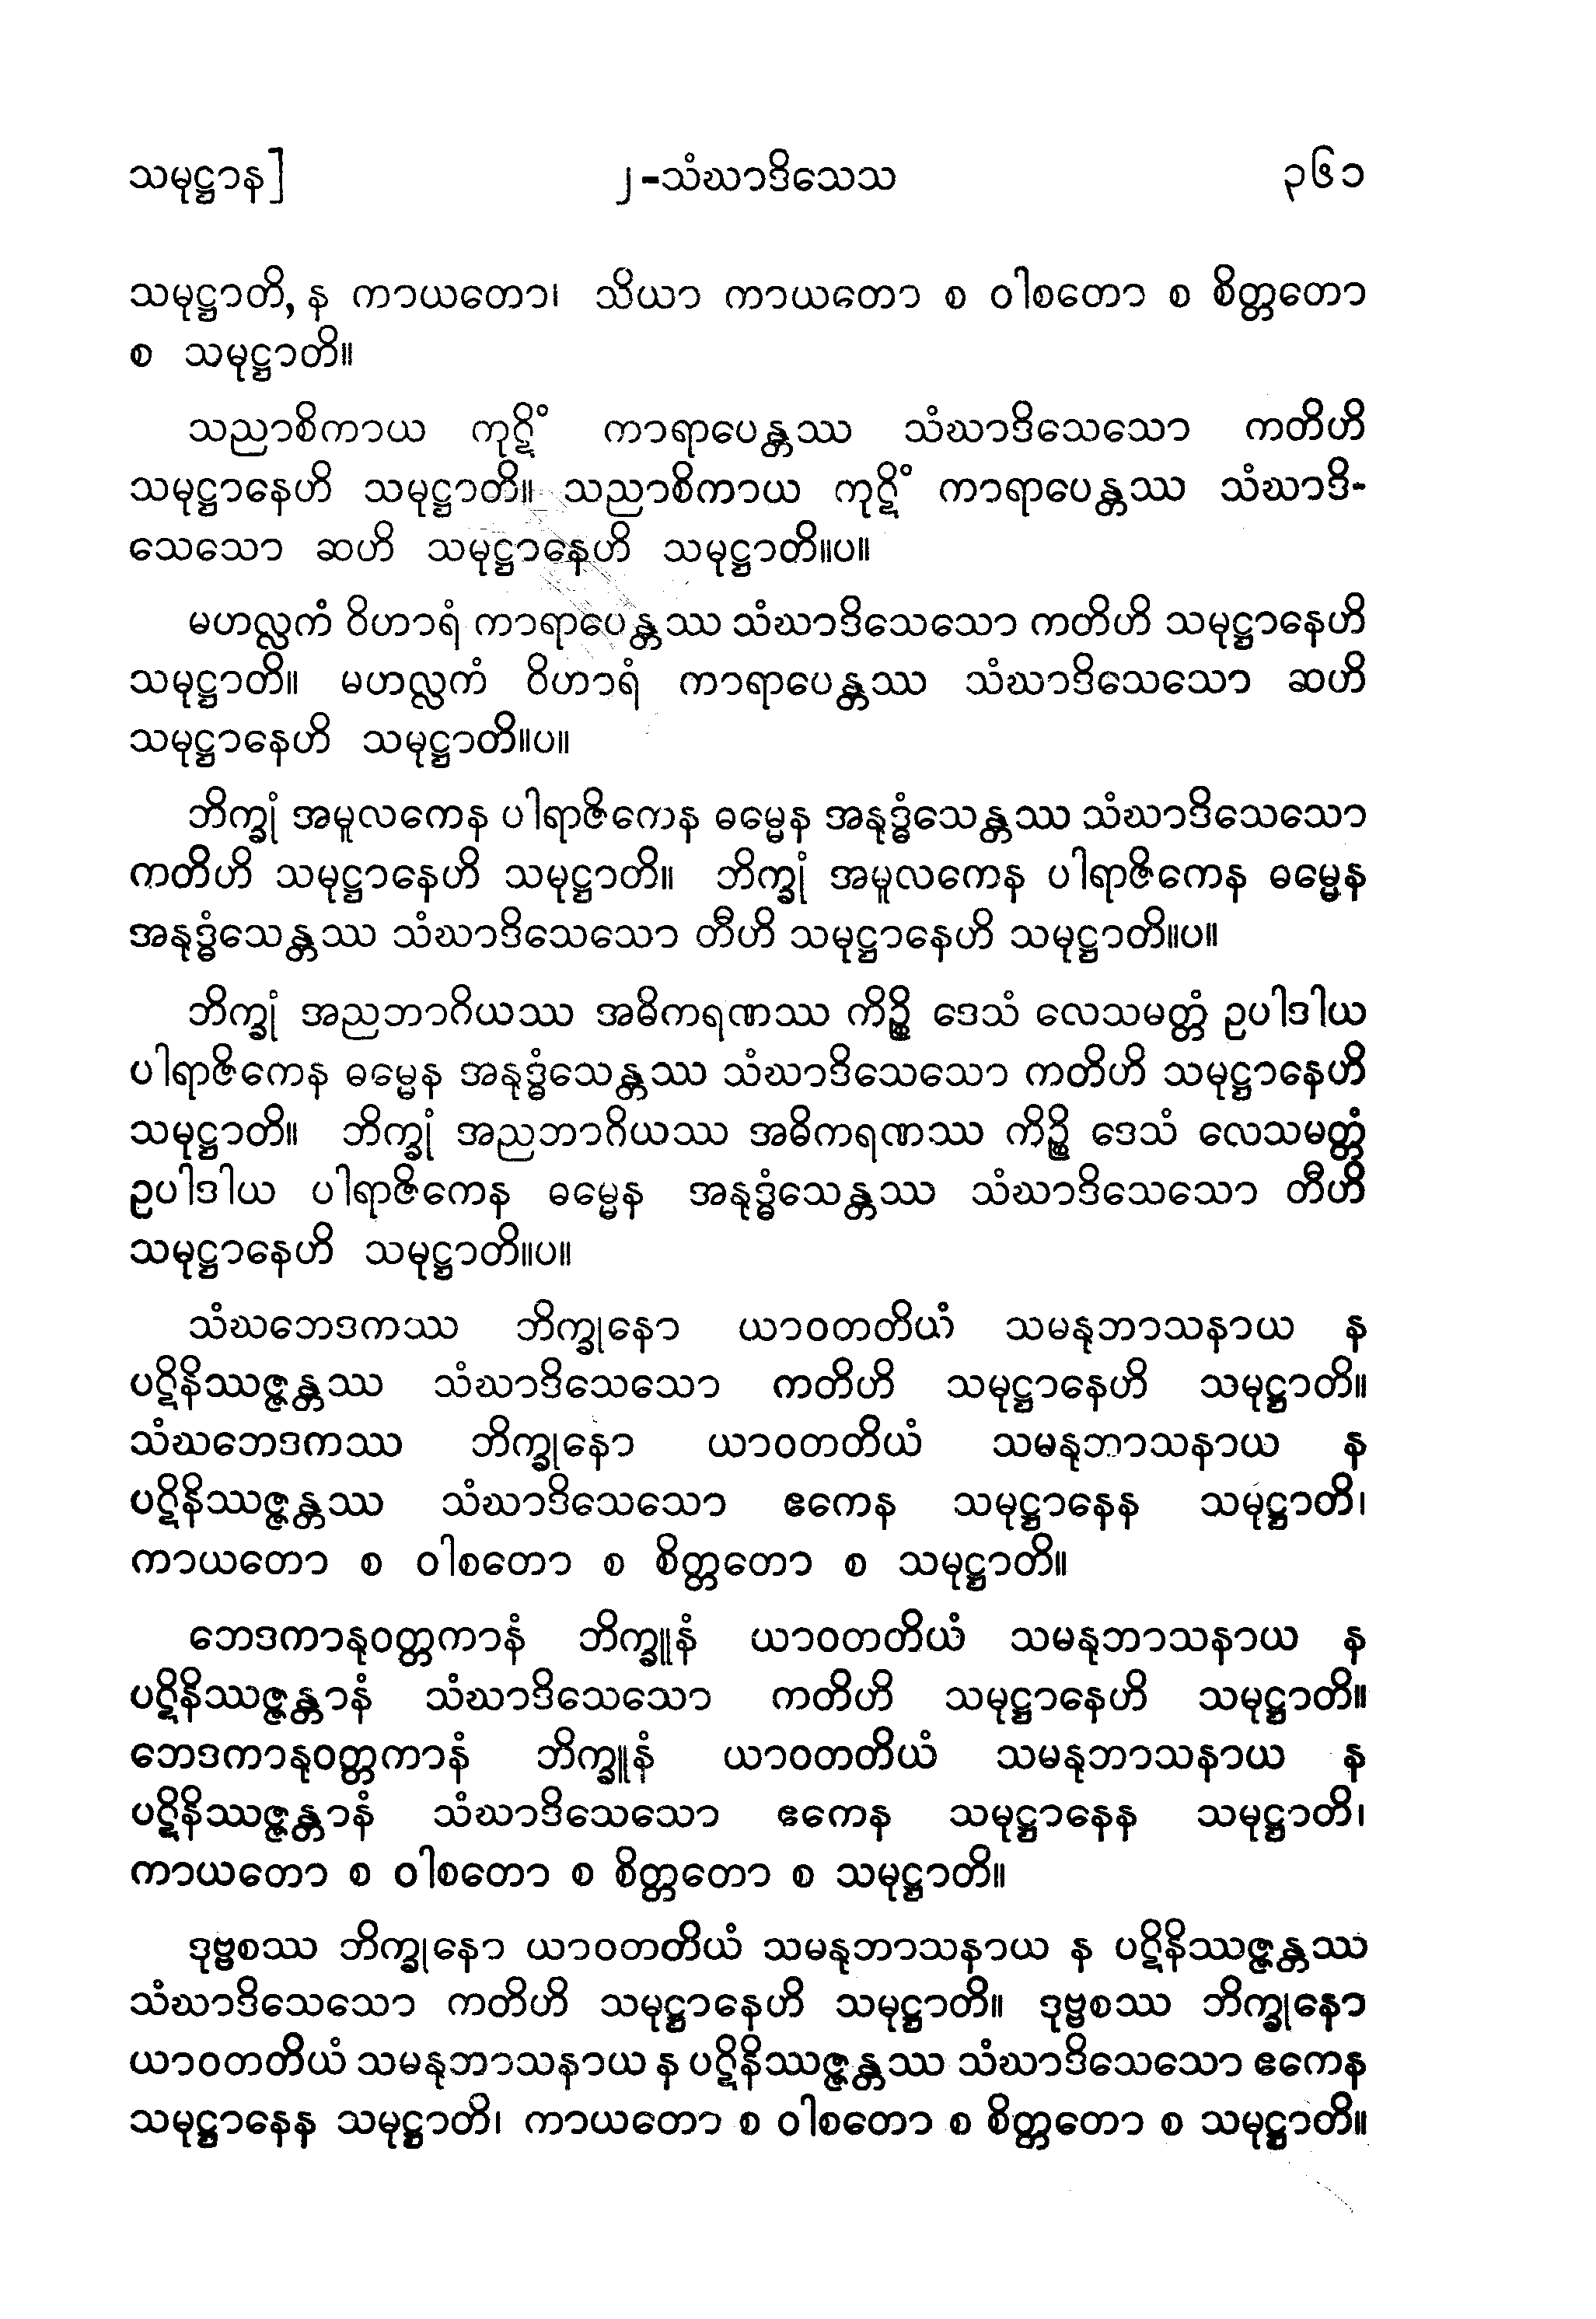 သမုဋ္ဌာန]
၂-သံဃာဒိသေသ
၃၆၁
သမုဋ္ဌာတိ, န ကာယတော၊ သိယာ ကာယတော စ ဝါစတော စ စိတ္တတော
စ သမုဋ္ဌာတိ။
သညာစိကာယ ကုဋိံ ကာရာပေန္တဿ သံဃာဒိသေသော ကတိဟိ
သမုဋ္ဌာနေဟိ သမုဋ္ဌာတိ။ သညာစိကာယ ကုဋိံ ကာရာပေန္တဿ သံဃာဒိ-
သေသော ဆဟိ သမုဋ္ဌာနေဟိ သမုဋ္ဌာတိ။ပ။
မဟလ္လကံ ဝိဟာရံ ကာရာပေန္တဿ သံဃာဒိသေသော ကတိဟိ သမုဋ္ဌာနေဟိ
သမုဋ္ဌာတိ။ မဟလ္လကံ ဝိဟာရံ ကာရာပေန္တဿ သံဃာဒိသေသော ဆဟိ
သမုဋ္ဌာနေဟိ သမုဋ္ဌာတိ။ပ။
ဘိက္ခုံ အမူလကေန ပါရာဇိကေန ဓမ္မေန အနုဒ္ဓံသေန္တဿ သံဃာဒိသေသော
ကတိဟိ သမုဋ္ဌာနေဟိ သမုဋ္ဌာတိ။ ဘိက္ခုံ အမူလကေန ပါရာဇိကေန ဓမ္မေန
အနုဒ္ဓံသေန္တဿ သံဃာဒိသေသော တီဟိ သမုဋ္ဌာနေဟိ သမုဋ္ဌာတိ။ပ။
ဘိက္ခုံ အညဘာဂိယဿ အဓိကရဏဿ ကိဉ္စိ ဒေသံ လေသမတ္တံ ဥပါဒါယ
ပါရာဇိကေန ဓမ္မေန အနုဒ္ဓံသေန္တဿ သံဃာဒိသေသော ကတိဟိ သမုဋ္ဌာနေဟိ
သမုဋ္ဌာတိ။ ဘိက္ခုံ အညဘာဂိယဿ အဓိကရဏဿ ကိဉ္စိ ဒေသံ လေသမတ္တံ
ဥပါဒါယ ပါရာဇိကေန ဓမ္မေန အနုဒ္ဓံသေန္တဿ သံဃာဒိသေသော တီဟိ
သမုဋ္ဌာနေဟိ သမုဋ္ဌာတိ။ပ။
သံဃဘေဒကဿ ဘိက္ခုနော ယာဝတတိယံ သမနုဘာသနာယ န
ပဋိနိဿဇ္ဇန္တဿ သံဃာဒိသေသော ကတိဟိ သမုဋ္ဌာနေဟိ သမုဋ္ဌာတိ။
သံဃဘေဒကဿ ဘိက္ခုနော ယာဝတတိယံ သမနုဘာသနာယ န
ပဋိနိဿဇ္ဇန္တဿ သံဃာဒိသေသော ဧကေန သမုဋ္ဌာနေန သမုဋ္ဌာတိ၊
ကာယတော စ ဝါစတော စ စိတ္တတော စ သမုဋ္ဌာတိ။
ဘေဒကာနုဝတ္တကာနံ ဘိက္ခူနံ ယာဝတတိယံ သမနုဘာသနာယ န
ပဋိနိဿဇ္ဇန္တာနံ သံဃာဒိသေသော ကတိဟိ သမုဋ္ဌာနေဟိ သမုဋ္ဌာတိ။
ဘေဒကာနုဝတ္တကာနံ ဘိက္ခူနံ ယာဝတတိယံ သမနုဘာသနာယ န
ပဋိနိဿဇ္ဇန္တာနံ သံဃာဒိသေသော ဧကေန သမုဋ္ဌာနေန သမုဋ္ဌာတိ၊
ကာယတော စ ဝါစတော စ စိတ္တတော စ သမုဋ္ဌာတိ။
ဒုဗ္ဗစဿ ဘိက္ခုနော ယာဝတတိယံ သမနုဘာသနာယ န ပဋိနိဿဇ္ဇန္တဿ
သံဃာဒိသေသော ကတိဟိ သမုဋ္ဌာနေဟိ သမုဋ္ဌာတိ။ ဒုဗ္ဗစဿ ဘိက္ခုနော
ယာဝတတိယံ သမနုဘာသနာယ န ပဋိနိဿဇ္ဇန္တဿ သံဃာဒိသေသော ဧကေန
သမုဋ္ဌာနေန သမုဋ္ဌာတိ၊ ကာယတော စ ဝါစတော စ စိတ္တတော စ သမုဋ္ဌာတိ။